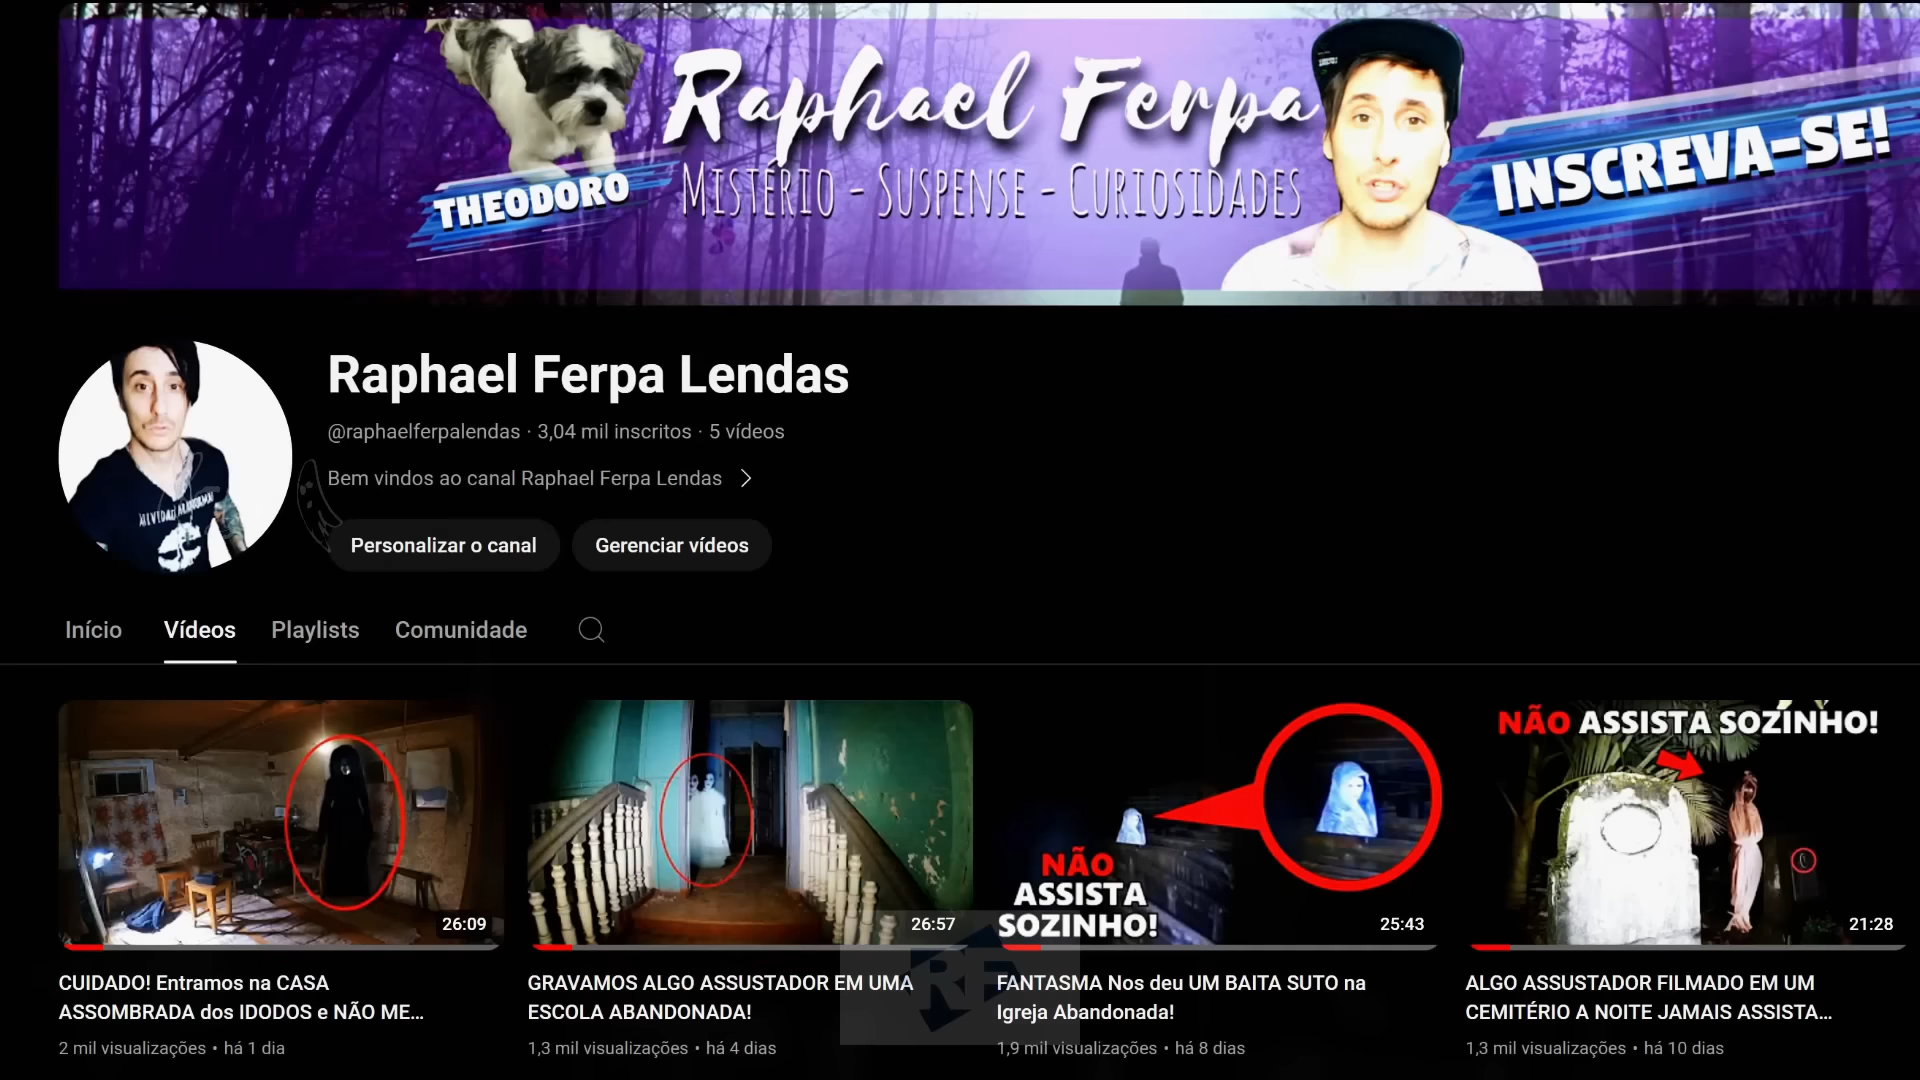 Raphael Ferpa
MISTÉRIO - SUSPENSE - CURIOSIDADES
THEODORO
INSCREVA-SE!
Raphael Ferpa Lendas
@raphaelferpalendas · 3,04 mil inscritos · 5 vídeos
Bem vindos ao canal Raphael Ferpa Lendas
Personalizar o canal
Gerenciar vídeos
Início
Vídeos
Playlists
Comunidade
26:09
CUIDADO! Entramos na CASA
ASSOMBRADA dos IDODOS e NÃO ME...
2 mil visualizações • há 1 dia
26:57
GRAVAMOS ALGO ASSUSTADOR EM UMA
ESCOLA ABANDONADA!
1,3 mil visualizações • há 4 dias
NÃO
ASSISTA
SOZINHO!
25:43
FANTASMA Nos deu UM BAITA SUTO na
Igreja Abandonada!
1,9 mil visualizações • há 8 dias
NÃO ASSISTA SOZINHO!
21:28
ALGO ASSUSTADOR FILMADO EM UM
CEMITÉRIO A NOITE JAMAIS ASSISTA...
1,3 mil visualizações • há 10 dias
RF